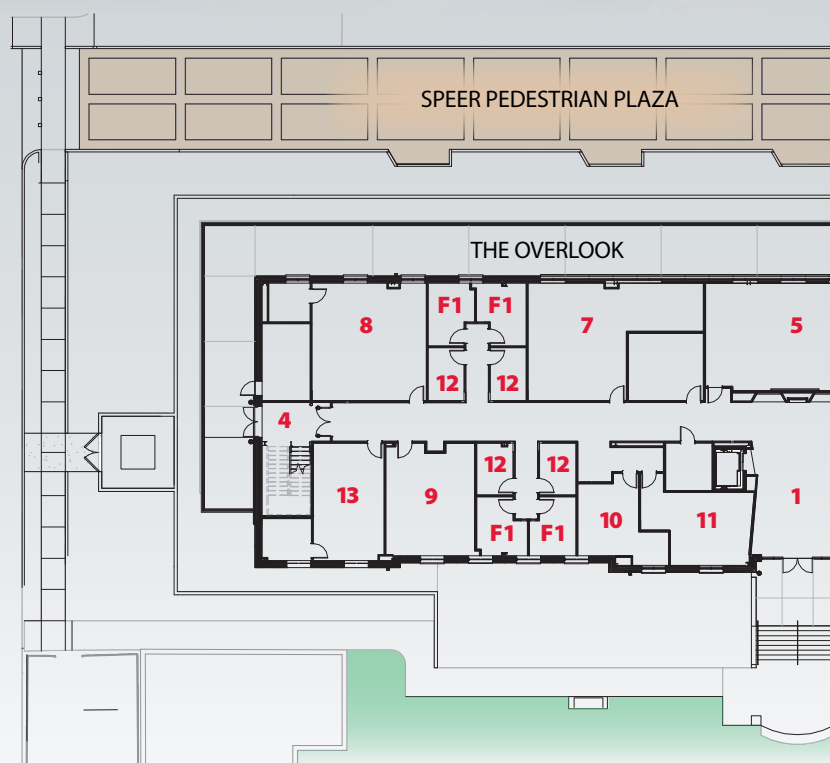 SPEER PEDESTRIAN PLAZA
THE OVERLOOK
F1 F1
8 7 5
12 12
4
12 12
13 9 10 11 1
F1 F1